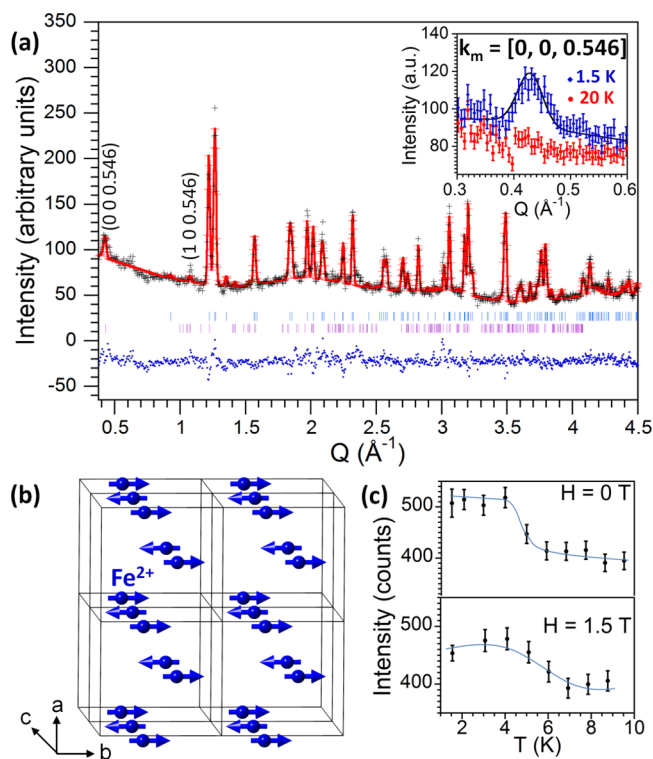 (a)
Intensity (arbitrary units)
350
300
250
200
150
100
50
0
-50
0.5
1
1.5
2
2.5
3
3.5
4
4.5
Q (Å⁻¹)
(0 0 0.546)
(1 0 0.546)
kₘ = [0, 0, 0.546]
Intensity (a.u.)
140
120
100
80
0.3
0.4
0.5
0.6
Q (Å⁻¹)
1.5 K
20 K
(b)
Fe²⁺
a
b
c
(c)
Intensity (counts)
500
400
H = 0 T
500
400
H = 1.5 T
2
4
6
8
10
T (K)